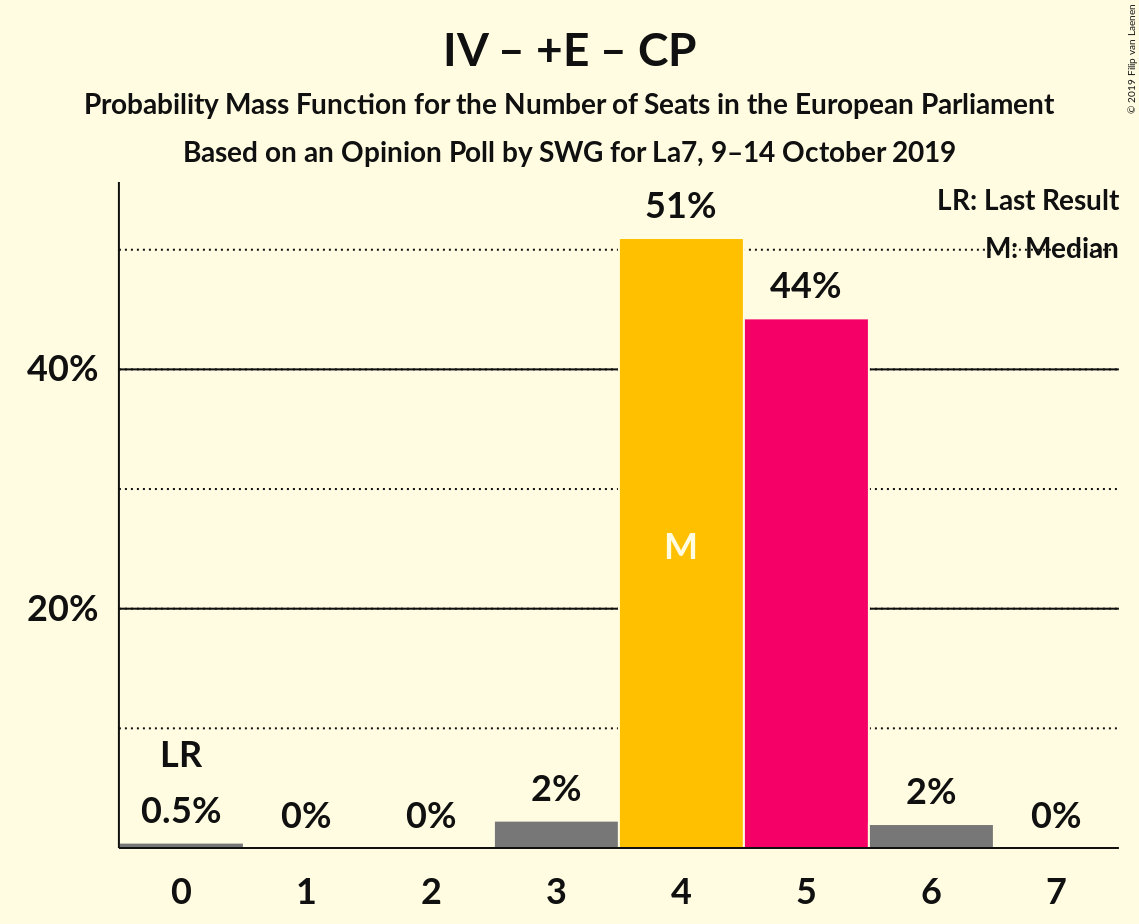 IV – +E – CP
Probability Mass Function for the Number of Seats in the European Parliament
Based on an Opinion Poll by SWG for La7, 9–14 October 2019
© 2019 Filip van Laenen
LR: Last Result
M: Median
51%
44%
40%
M
20%
LR
0.5%
0%
0%
2%
2%
0%
0 1 2 3 4 5 6 7